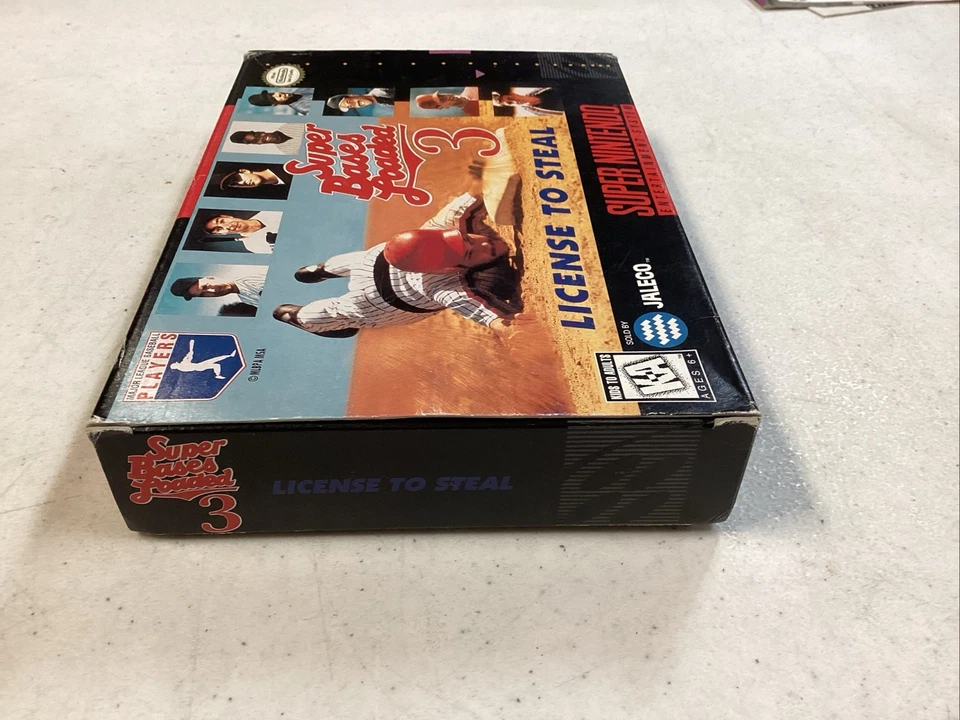 Super
Bases
Loaded
3
LICENSE TO STEAL
SUPER NINTENDO
ENTERTAINMENT SYSTEM
SOLD BY
JALECO™
KIDS TO ADULTS
K-A
AGES 6+
MAJOR LEAGUE BASEBALL
PLAYERS
© MLBPA MSA
Super
Bases
Loaded
3
LICENSE TO STEAL